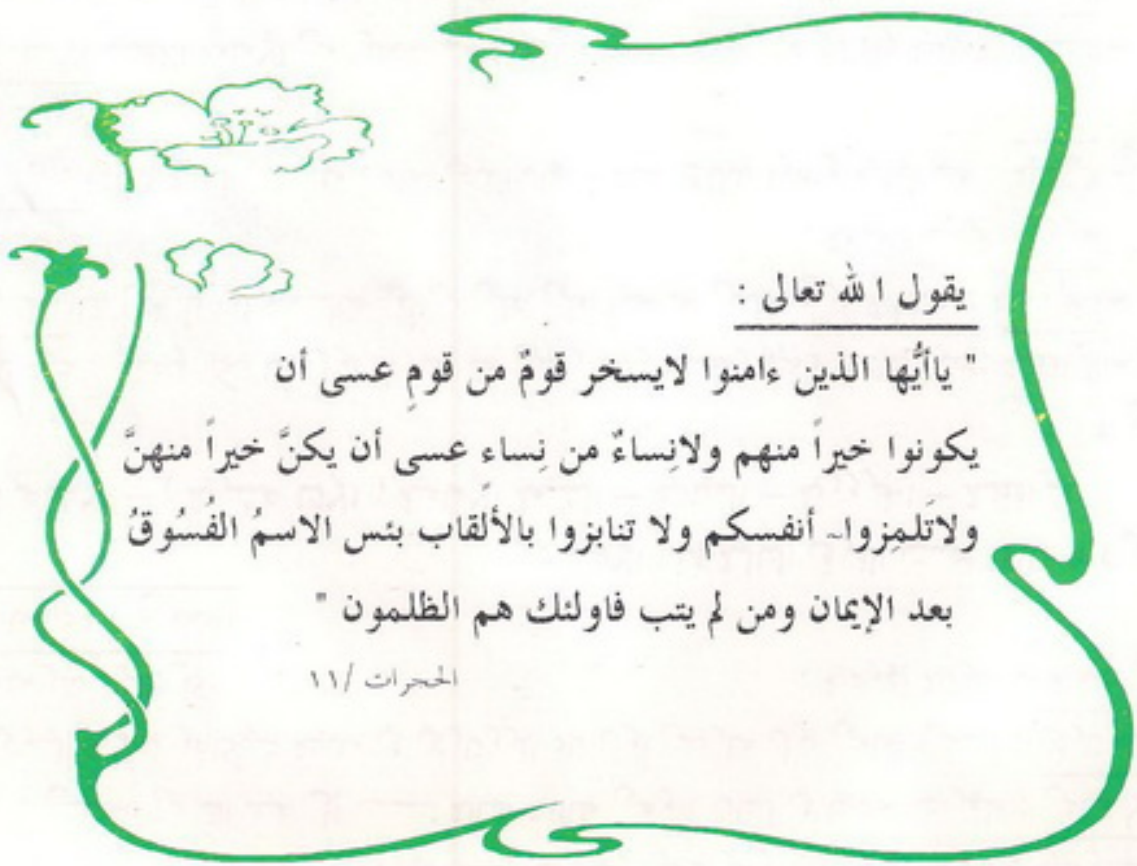 يقول ا لله تعالى :
" ياأيُّها الذين ءامنوا لايسخر قومٌ من قومٍ عسى أن
يكونوا خيراً منهم ولانِساءٌ من نِساءٍ عسى أن يكنَّ خيراً منهنَّ
ولاتَلمِزوا~ أنفسكم ولا تنابزوا بالألقاب بئس الاسمُ الفُسُوقُ
بعد الإيمان ومن لم يتب فاولئك هم الظلمون "
الحجرات /١١